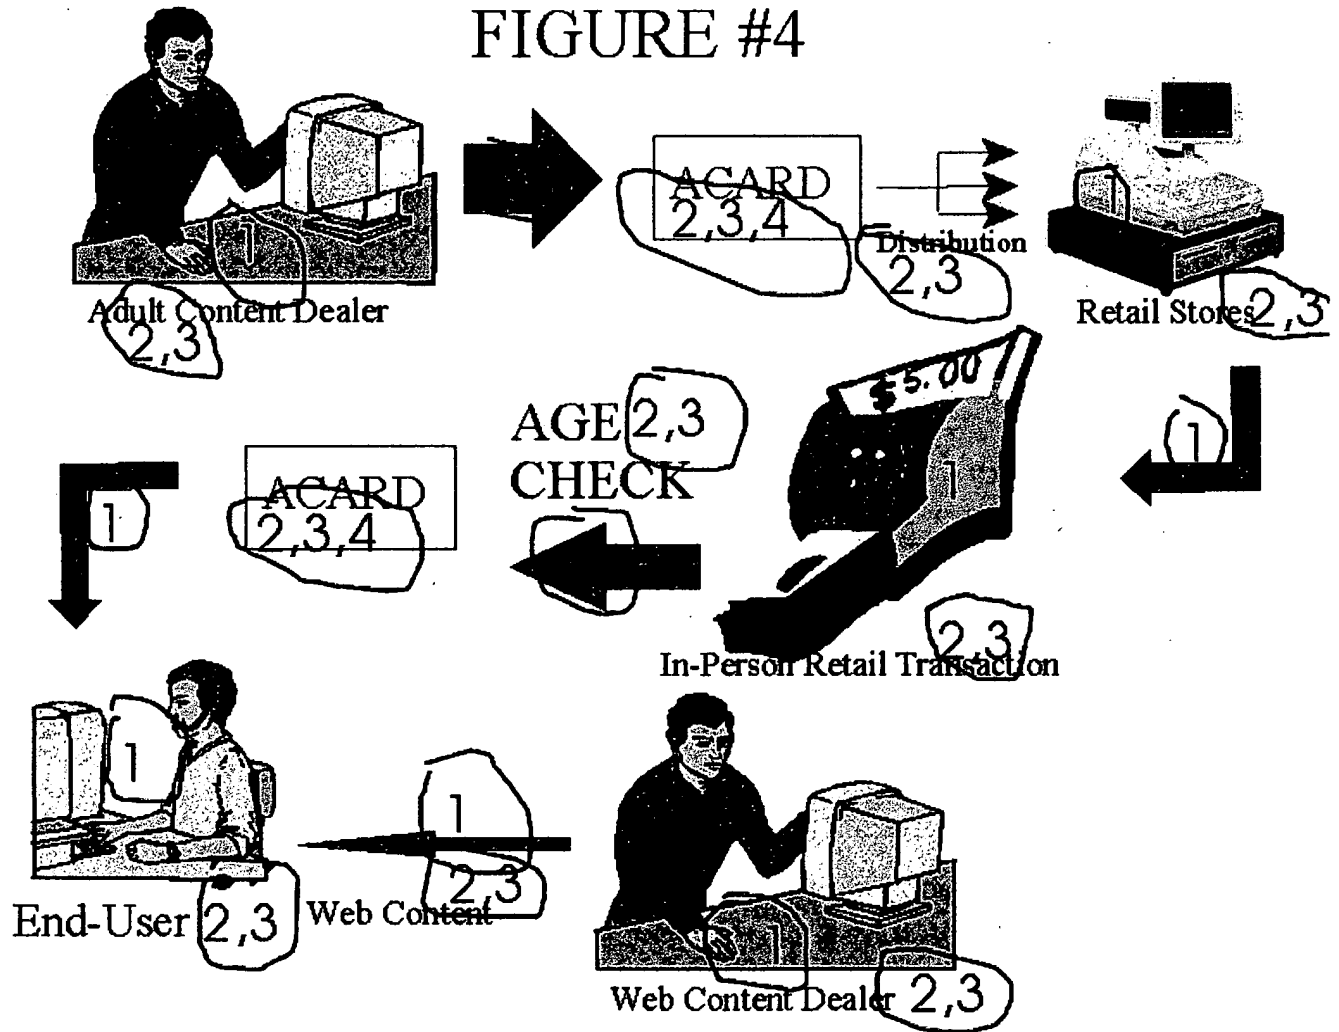 FIGURE #4
ACARD
2,3,4
1
1
Distribution
2,3
Adult Content Dealer
2,3
Retail Stores 2,3
$5.00
AGE 2,3
CHECK
1
ACARD
2,3,4
1
1
2,3
In-Person Retail Transaction
1
1
2,3
End-User 2,3
Web Content
1
Web Content Dealer 2,3